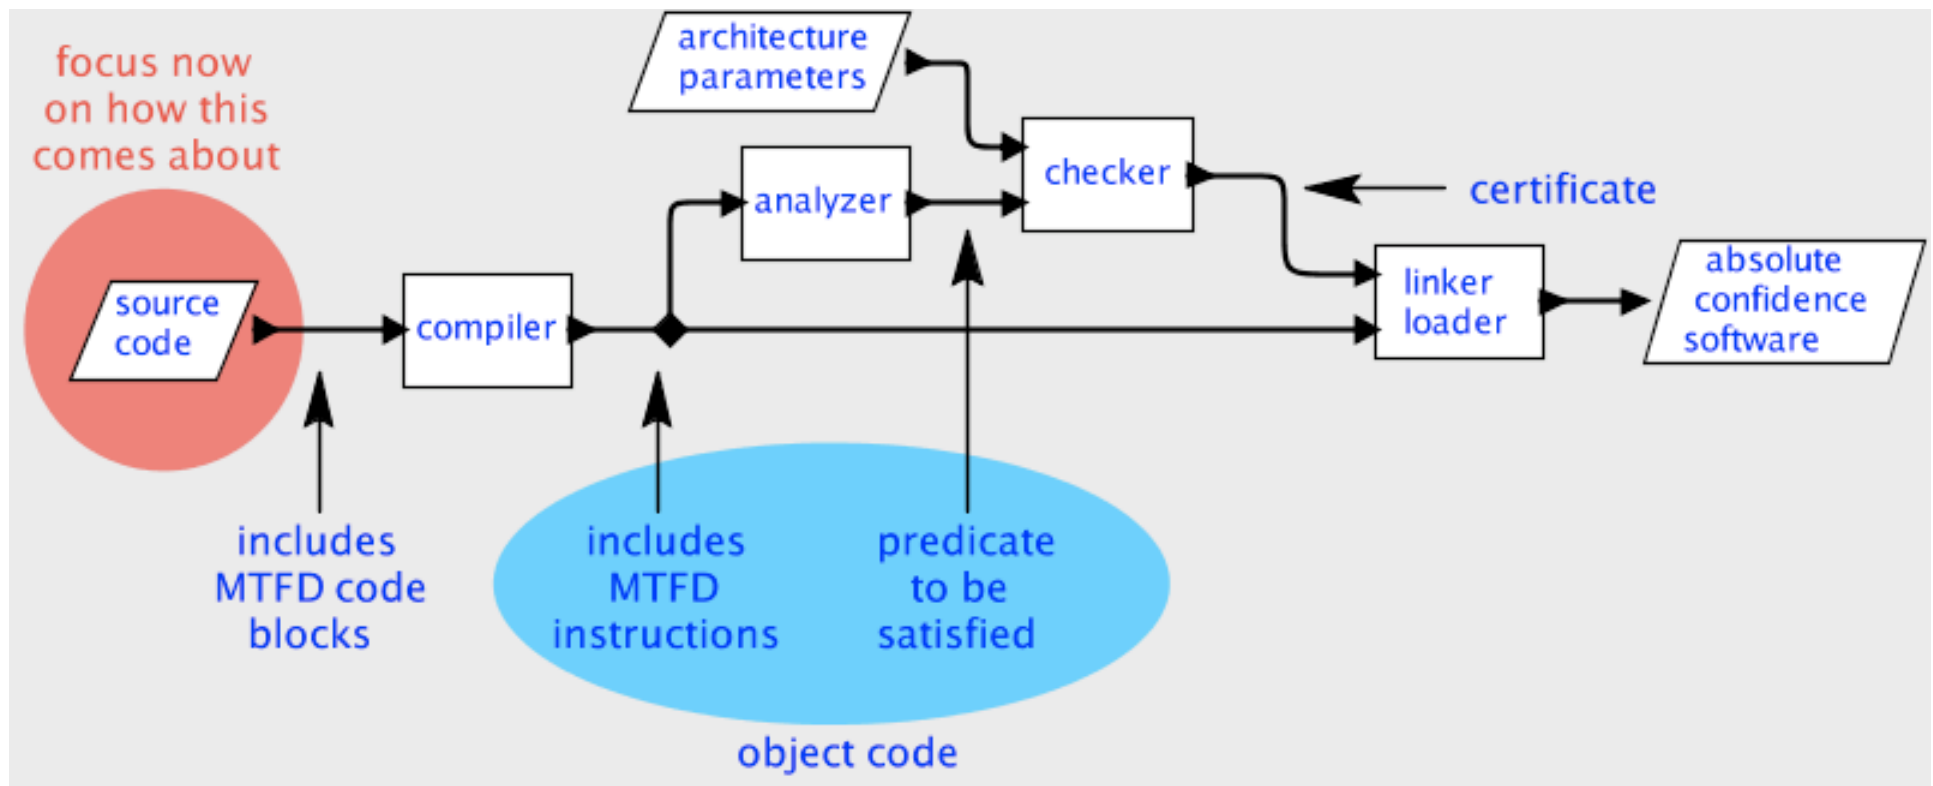 focus now
on how this
comes about
architecture
parameters
checker
certificate
analyzer
source
code
compiler
linker
loader
absolute
confidence
software
includes
MTFD code
blocks
includes
MTFD
instructions
predicate
to be
satisfied
object code